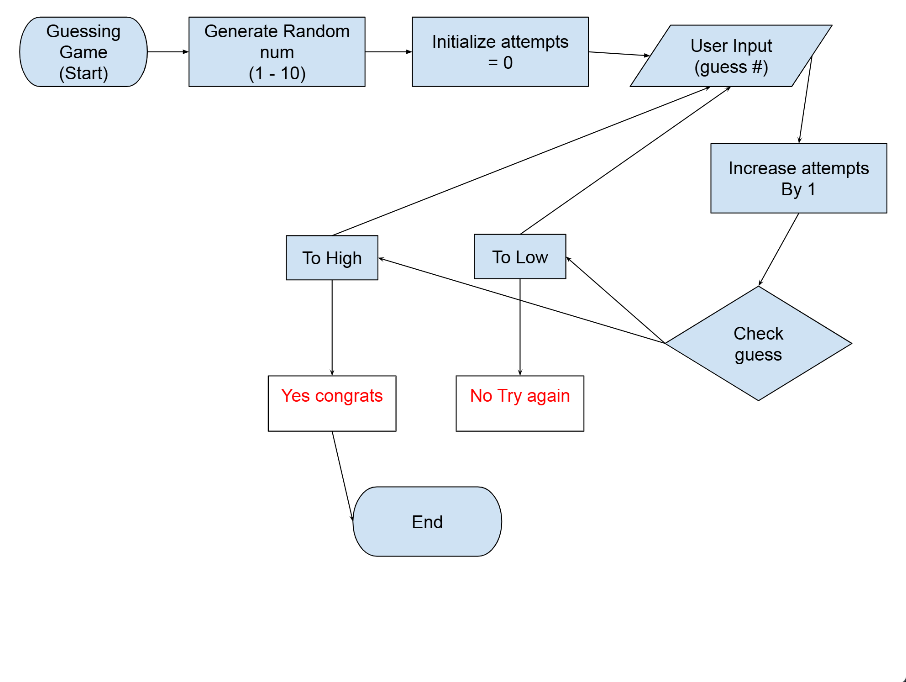 Guessing
Game
(Start)
Generate Random
num
(1 - 10)
Initialize attempts
= 0
User Input
(guess #)
Increase attempts
By 1
To High
To Low
Check
guess
Yes congrats
No Try again
End